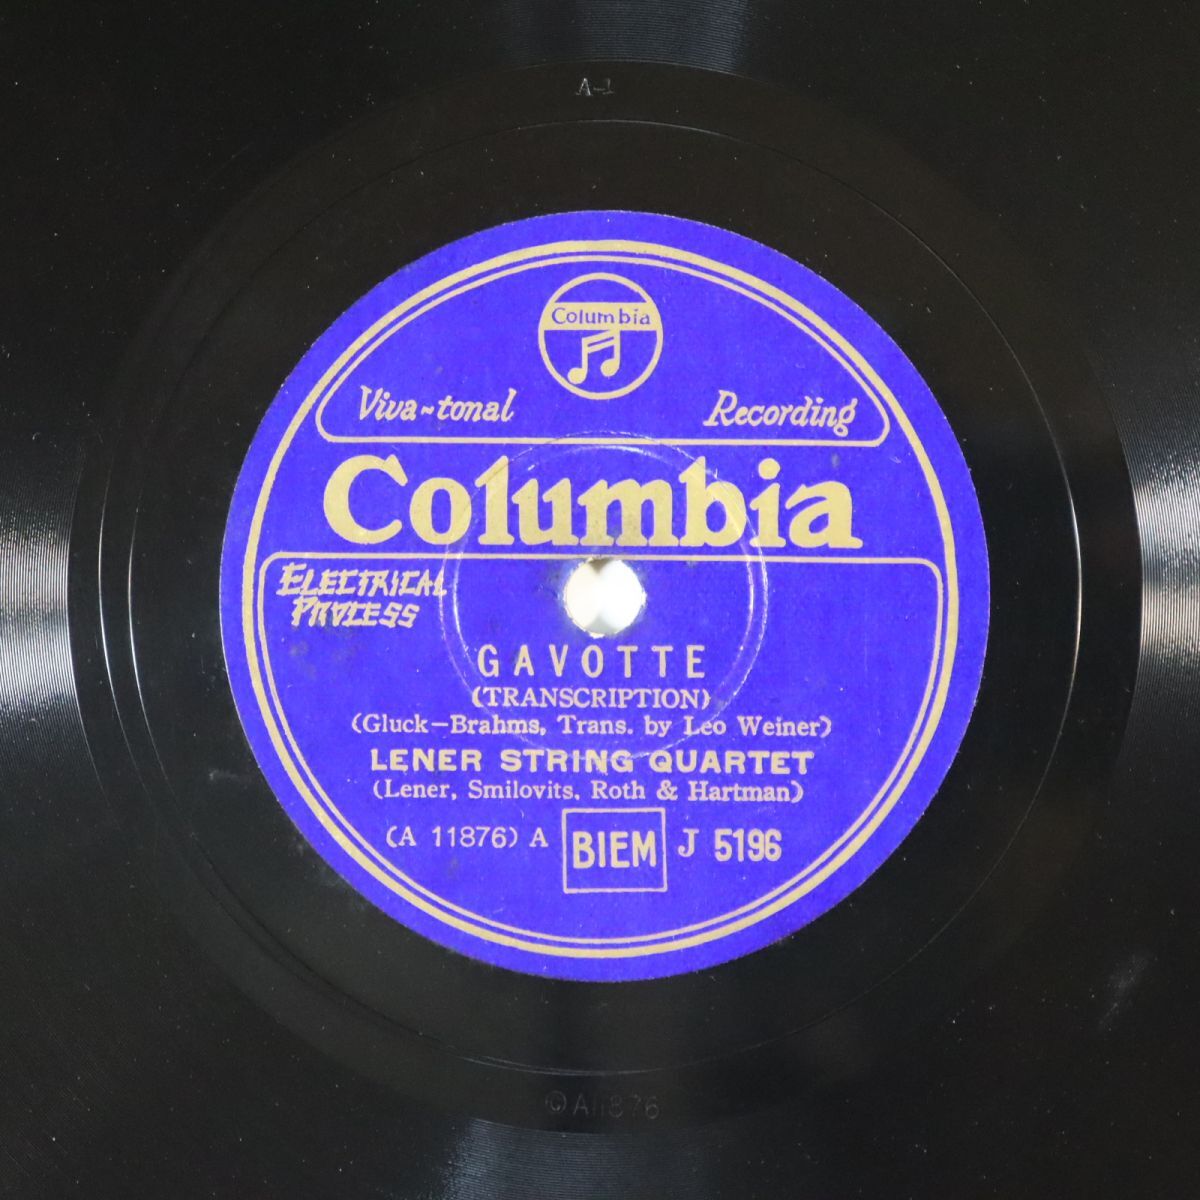 A-1
Columbia
Viva-tonal Recording
Columbia
ELECTRICAL
PROCESS
GAVOTTE
(TRANSCRIPTION)
(Gluck-Brahms, Trans. by Leo Weiner)
LENER STRING QUARTET
(Lener, Smilovits, Roth & Hartman)
(A 11876) A BIEM J 5196
©A11876